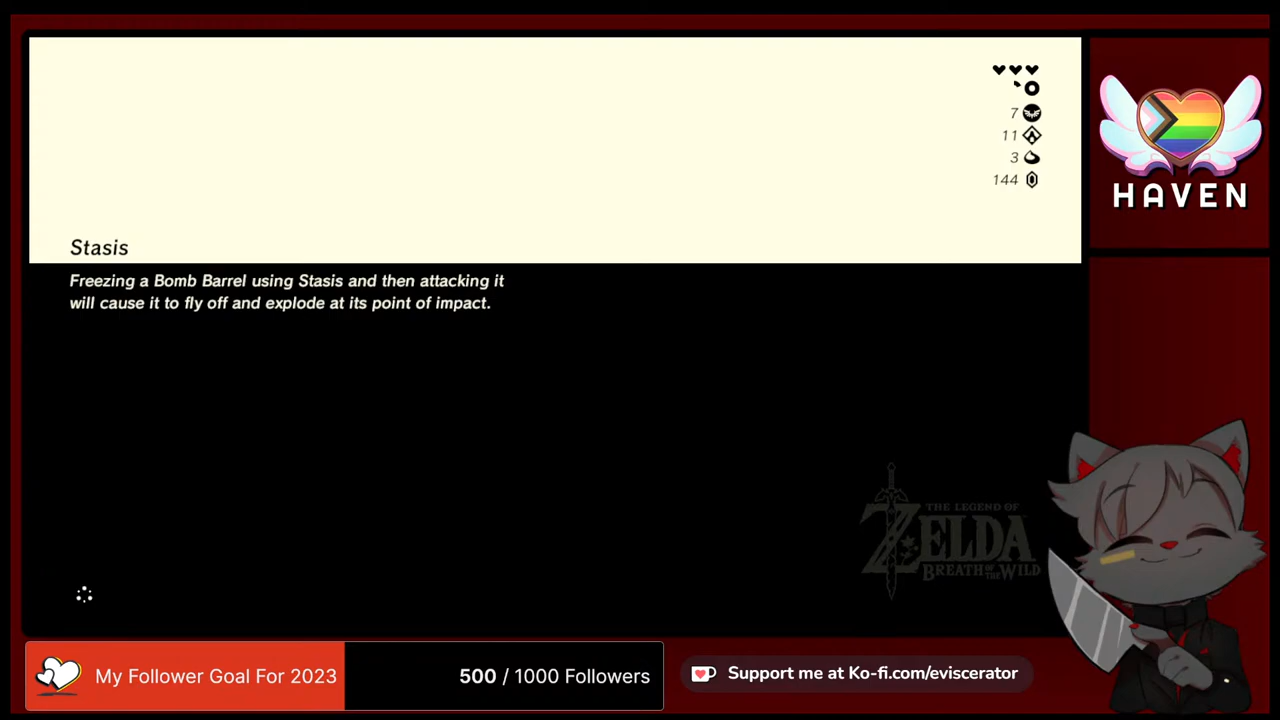 7
11
3
144
HAVEN
Stasis
Freezing a Bomb Barrel using Stasis and then attacking it
will cause it to fly off and explode at its point of impact.
THE LEGEND OF
ZELDA
BREATH OF THE WILD
My Follower Goal For 2023
500 / 1000 Followers
Support me at Ko-fi.com/eviscerator